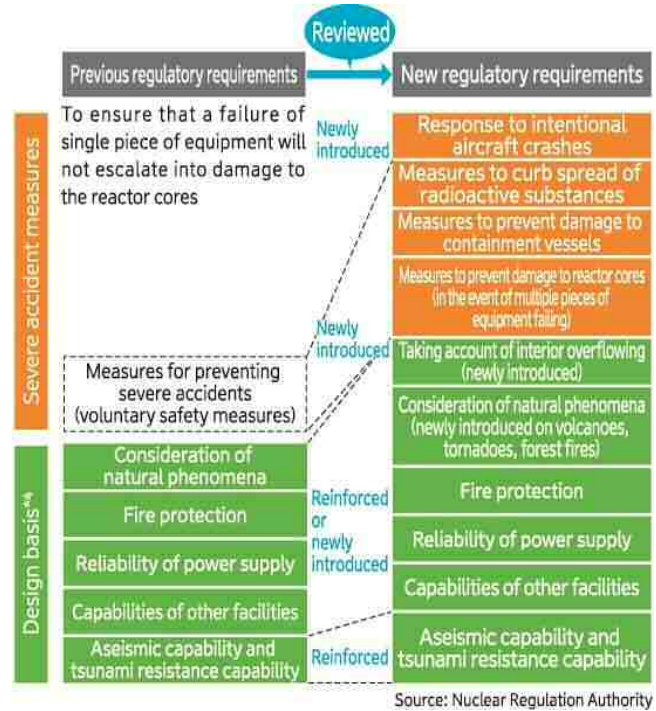 Reviewed
Previous regulatory requirements
New regulatory requirements
Severe accident measures
To ensure that a failure of
single piece of equipment will
not escalate into damage to
the reactor cores
Measures for preventing
severe accidents
(voluntary safety measures)
Newly
introduced
Newly
introduced
Response to intentional
aircraft crashes
Measures to curb spread of
radioactive substances
Measures to prevent damage to
containment vessels
Measures to prevent damage to reactor cores
(in the event of multiple pieces of
equipment failing)
Design basis*4
Consideration of
natural phenomena
Fire protection
Reliability of power supply
Capabilities of other facilities
Aseismic capability and
tsunami resistance capability
Reinforced
or
newly
introduced
Reinforced
Taking account of interior overflowing
(newly introduced)
Consideration of natural phenomena
(newly introduced on volcanoes,
tornadoes, forest fires)
Fire protection
Reliability of power supply
Capabilities of other facilities
Aseismic capability and
tsunami resistance capability
Source: Nuclear Regulation Authority